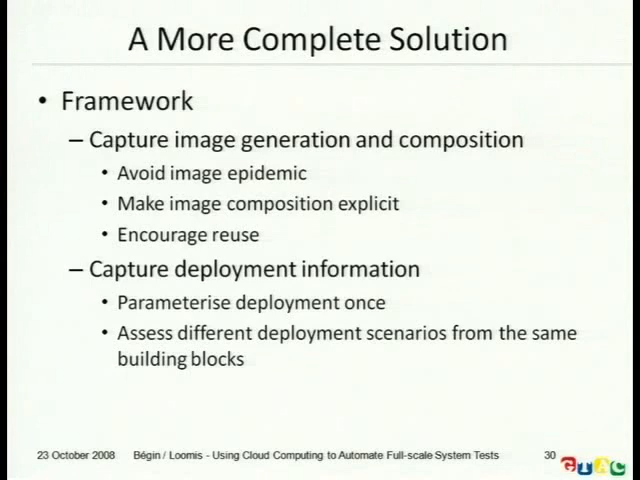 A More Complete Solution
• Framework
– Capture image generation and composition
• Avoid image epidemic
• Make image composition explicit
• Encourage reuse
– Capture deployment information
• Parameterise deployment once
• Assess different deployment scenarios from the same
building blocks
23 October 2008 Bégin / Loomis - Using Cloud Computing to Automate Full-scale System Tests 30
GTAC